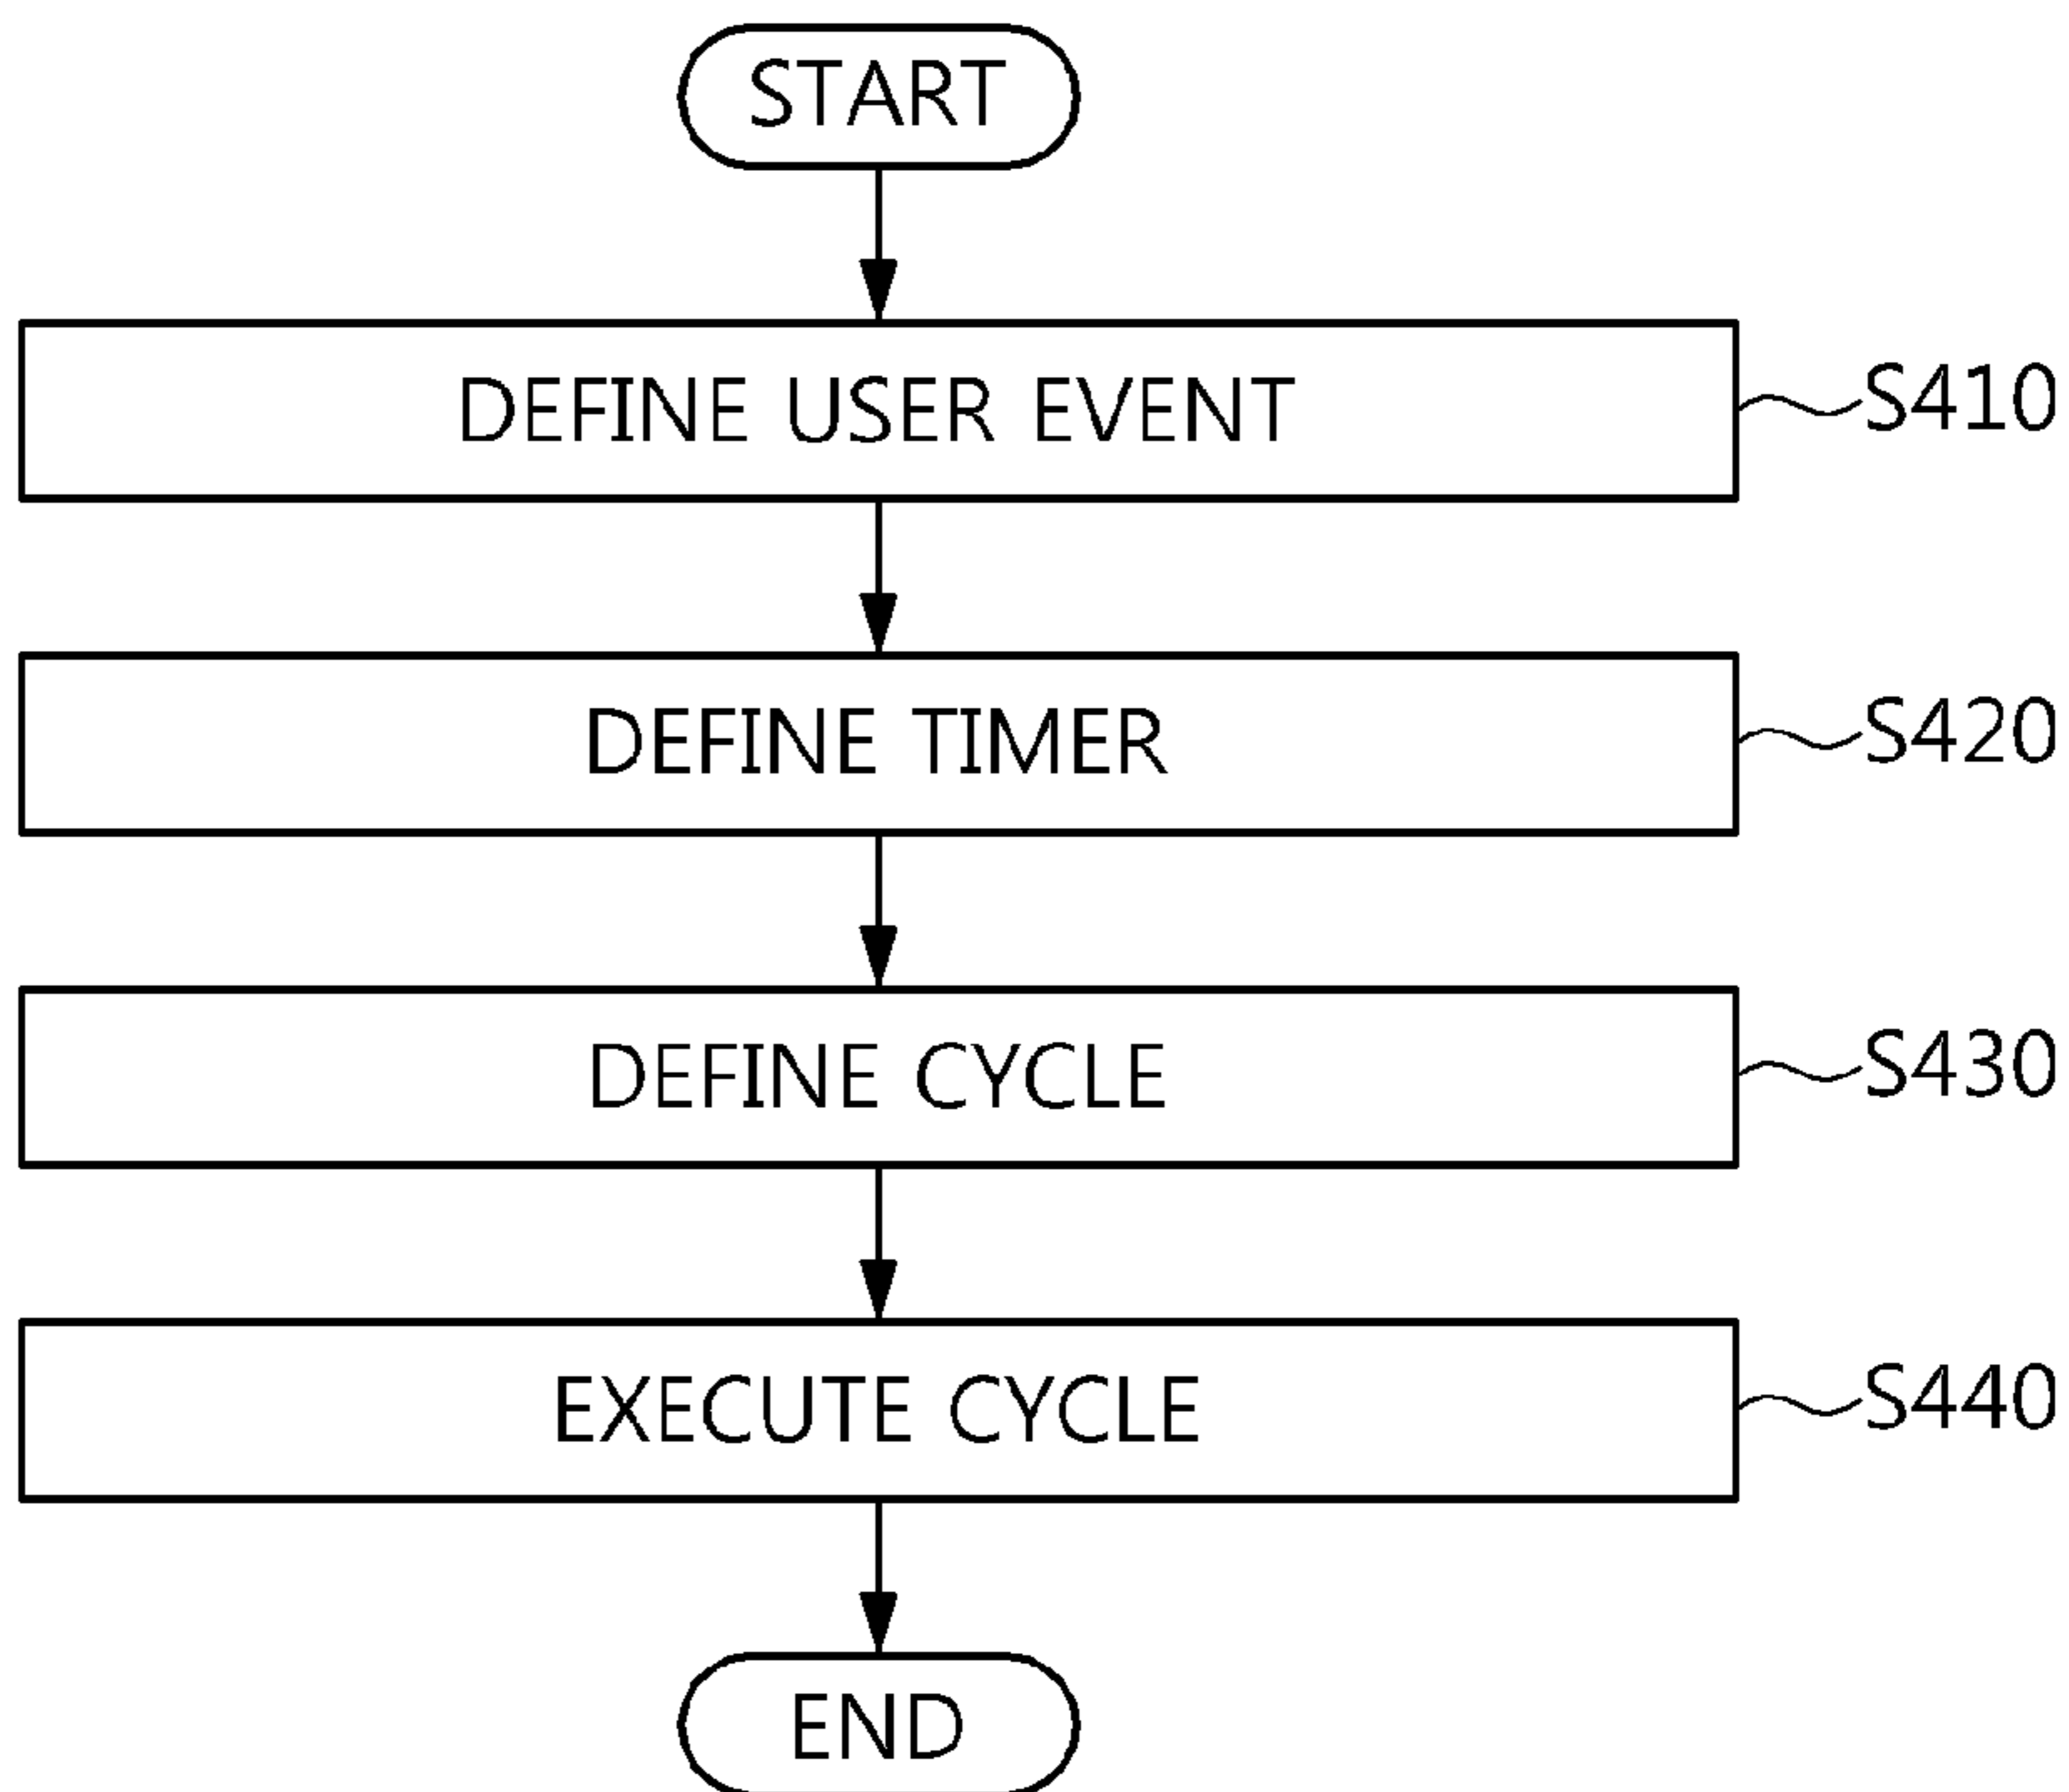 START
DEFINE USER EVENT S410
DEFINE TIMER S420
DEFINE CYCLE S430
EXECUTE CYCLE S440
END